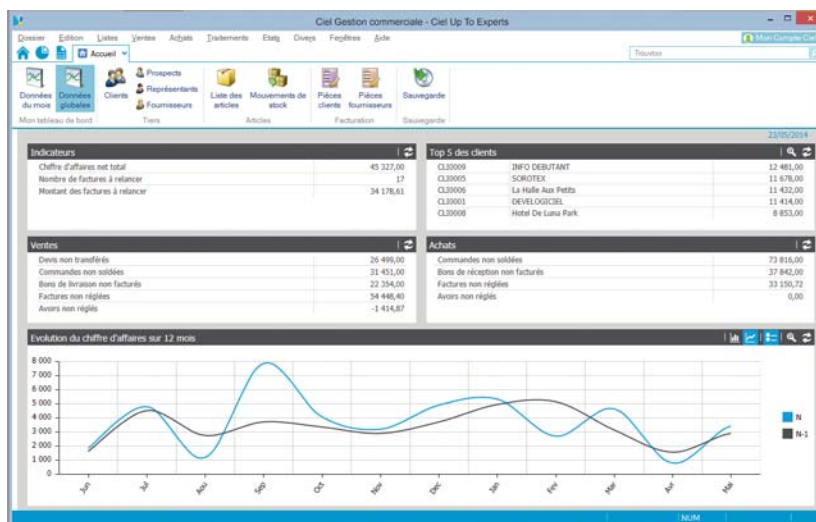 Ciel Gestion commerciale - Ciel Up To Experts
Dossier Edition Listes Ventes Achats Traitements Etats Divers Fenêtres Aide
Mon Compte Ciel
Accueil
Trouvtoo
Données du mois
Données globales
Clients
Prospects
Représentants
Fournisseurs
Liste des articles
Mouvements de stock
Pièces clients
Pièces fournisseurs
Sauvegarde
Mon tableau de bord Tiers Articles Facturation Sauvegarde
23/05/2014
Indicateurs
Chiffre d'affaires net total 45 327,00
Nombre de factures à relancer 17
Montant des factures à relancer 34 178,61
Top 5 des clients
CLI0009 INFO DEBUTANT 12 481,00
CLI0005 SOROTEX 11 678,00
CLI0006 La Halle Aux Petits 11 432,00
CLI0001 DEVELOGICIEL 11 414,00
CLI0008 Hotel De Luna Park 8 853,00
Ventes
Devis non transférés 26 499,00
Commandes non soldées 31 451,00
Bons de livraison non facturés 22 354,00
Factures non réglées 54 448,40
Avoirs non réglés -1 414,87
Achats
Commandes non soldées 73 816,00
Bons de réception non facturés 37 842,00
Factures non réglées 33 150,72
Avoirs non réglés 0,00
Evolution du chiffre d'affaires sur 12 mois
8 000
7 000
6 000
5 000
4 000
3 000
2 000
1 000
0
Jun Jul Aou Sep Oct Nov Dec Jan Fev Mar Avr Mai
N
N-1
NUM